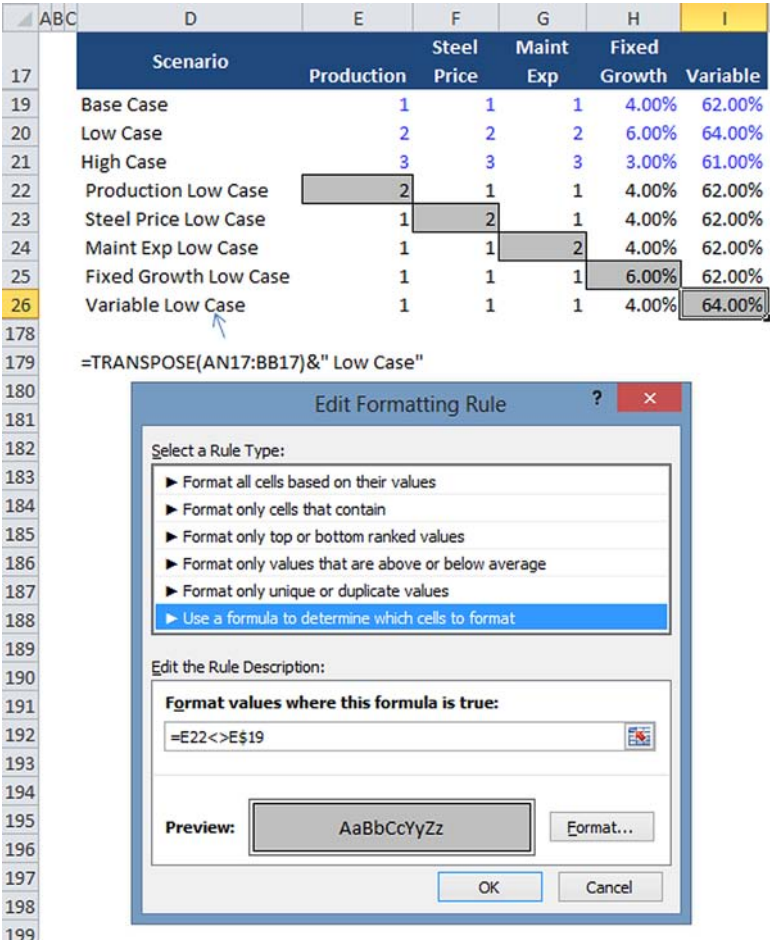 A B C D E F G H I
17 Scenario Production Steel Price Maint Exp Fixed Growth Variable
19 Base Case 1 1 1 4.00% 62.00%
20 Low Case 2 2 2 6.00% 64.00%
21 High Case 3 3 3 3.00% 61.00%
22 Production Low Case 2 1 1 4.00% 62.00%
23 Steel Price Low Case 1 2 1 4.00% 62.00%
24 Maint Exp Low Case 1 1 2 4.00% 62.00%
25 Fixed Growth Low Case 1 1 1 6.00% 62.00%
26 Variable Low Case 1 1 1 4.00% 64.00%
178
179 =TRANSPOSE(AN17:BB17)&" Low Case"
180 Edit Formatting Rule ?
181
182 Select a Rule Type:
183 ► Format all cells based on their values
184 ► Format only cells that contain
185 ► Format only top or bottom ranked values
186 ► Format only values that are above or below average
187 ► Format only unique or duplicate values
188 ► Use a formula to determine which cells to format
189
190 Edit the Rule Description:
191 Format values where this formula is true:
192 =E22<>E$19
193
194
195 Preview: AaBbCcYyZz Format...
196
197 OK Cancel
198
199